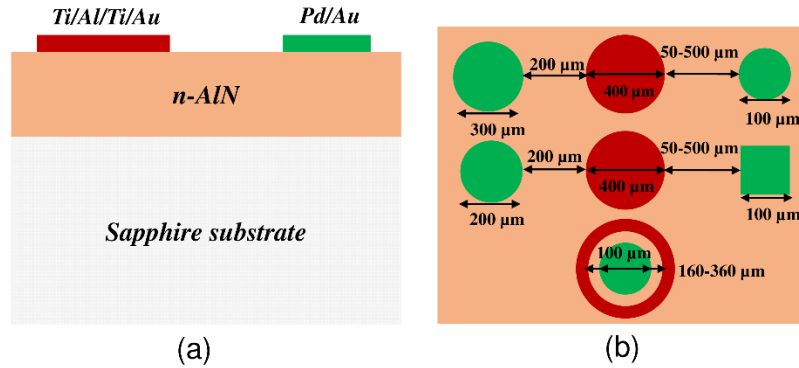 Ti/Al/Ti/Au
Pd/Au
n-AlN
Sapphire substrate
(a)
200 µm
50-500 µm
400 µm
300 µm
100 µm
200 µm
50-500 µm
400 µm
200 µm
100 µm
100 µm
160-360 µm
(b)